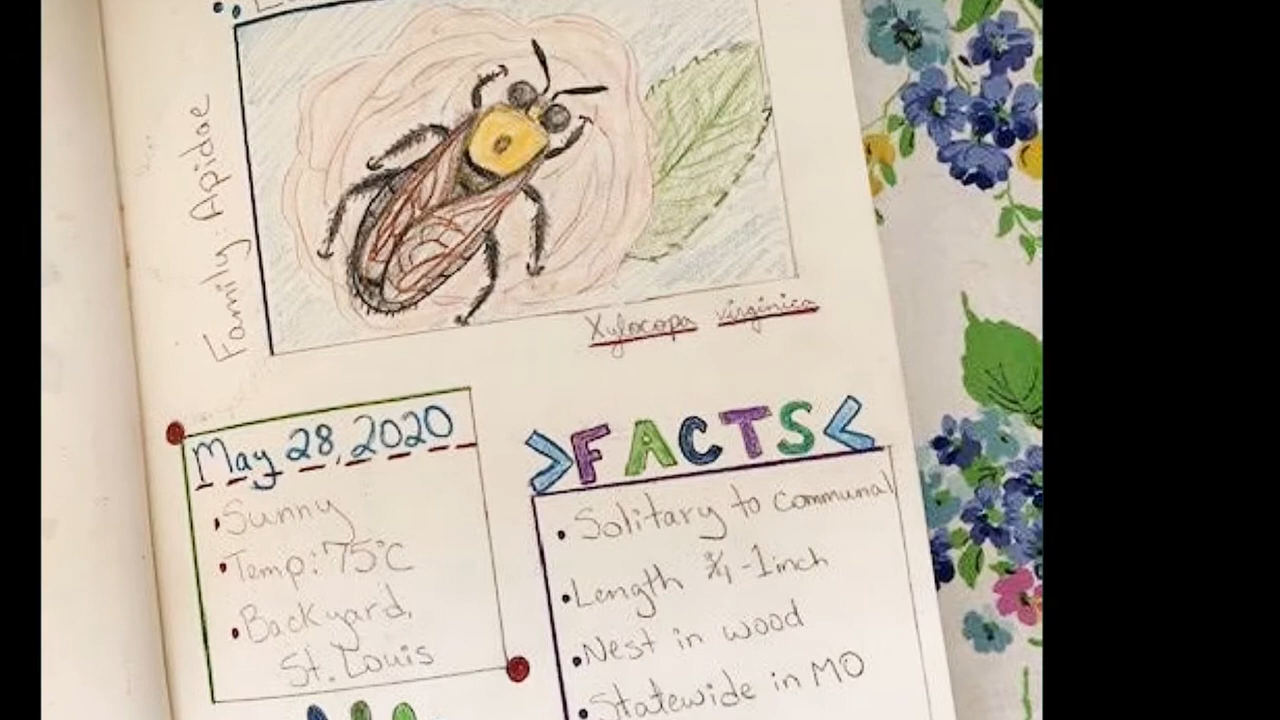 Family: Apidae
Xylocopa virginica
May 28, 2020
•Sunny
•Temp: 75°C
•Backyard,
St. Louis
>FACTS<
•Solitary to communal
•Length ¾-1inch
•Nest in wood
•Statewide in MO